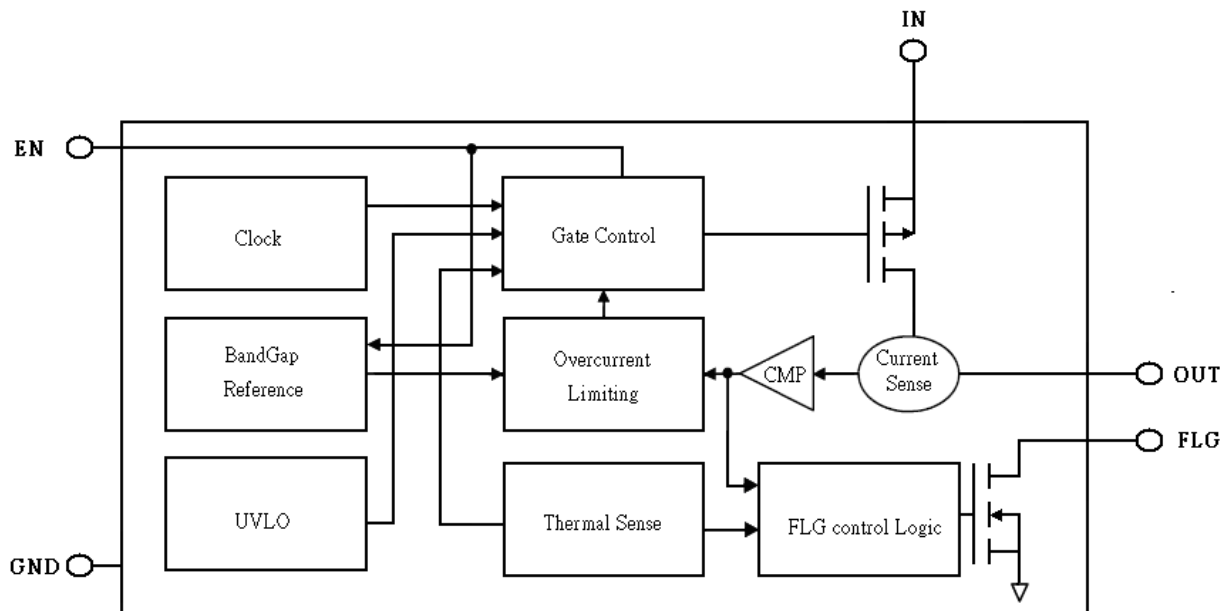 IN
EN
Clock
Gate Control
BandGap
Reference
Overcurrent
Limiting
CMP
Current
Sense
OUT
FLG
UVLO
Thermal Sense
FLG control Logic
GND